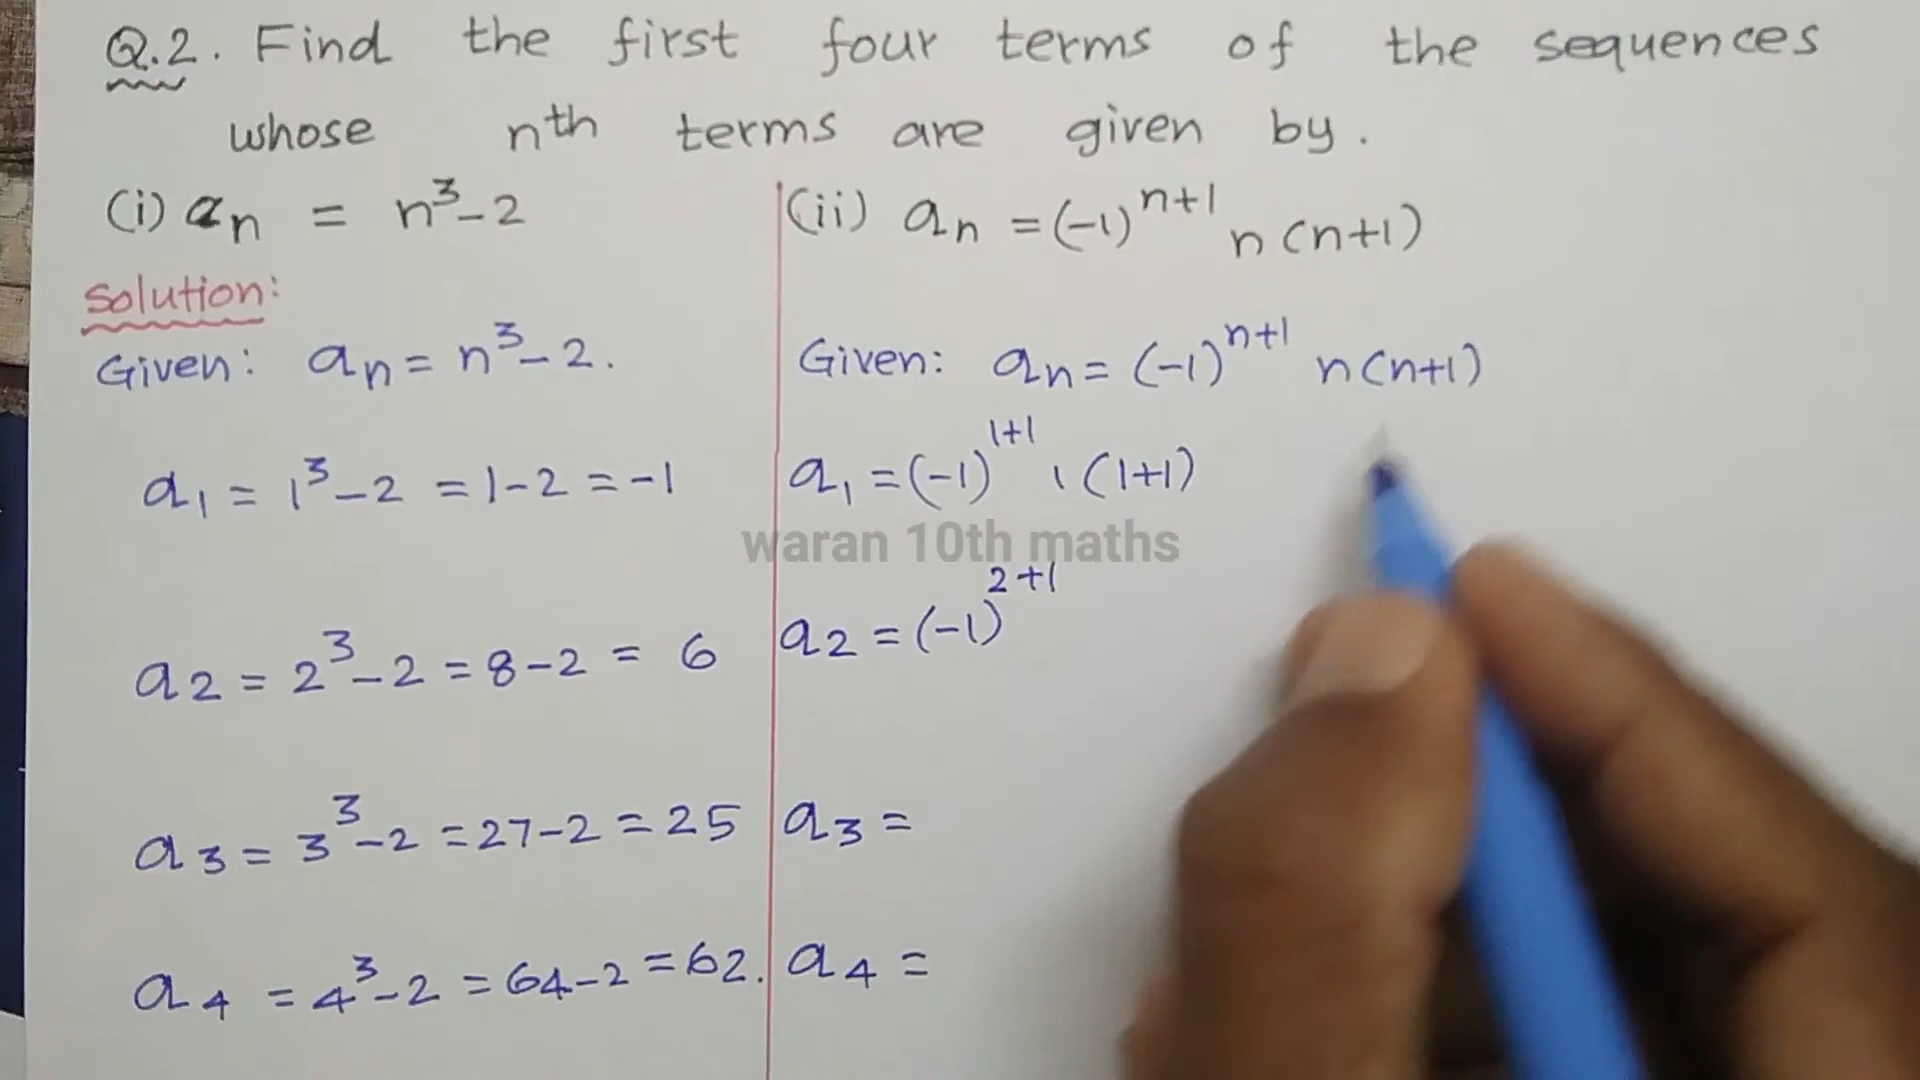 Q.2. Find the first four terms of the sequences
whose nth terms are given by.
(i) aₙ = n³-2
(ii) aₙ = (-1)ⁿ⁺¹ n(n+1)
Solution:
Given: aₙ = n³-2.
a₁ = 1³-2 = 1-2 = -1
a₂ = 2³-2 = 8-2 = 6
a₃ = 3³-2 = 27-2 = 25
a₄ = 4³-2 = 64-2 = 62.
Given: aₙ = (-1)ⁿ⁺¹ n(n+1)
a₁ = (-1)¹⁺¹ 1(1+1)
a₂ = (-1)²⁺¹
a₃ =
a₄ =
waran 10th maths